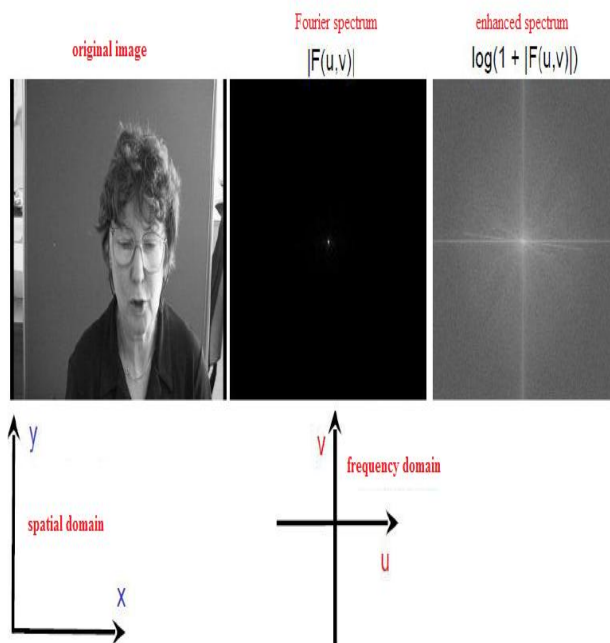 original image
Fourier spectrum
|F(u,v)|
enhanced spectrum
log(1 + |F(u,v)|)
y
spatial domain
x
v
frequency domain
u